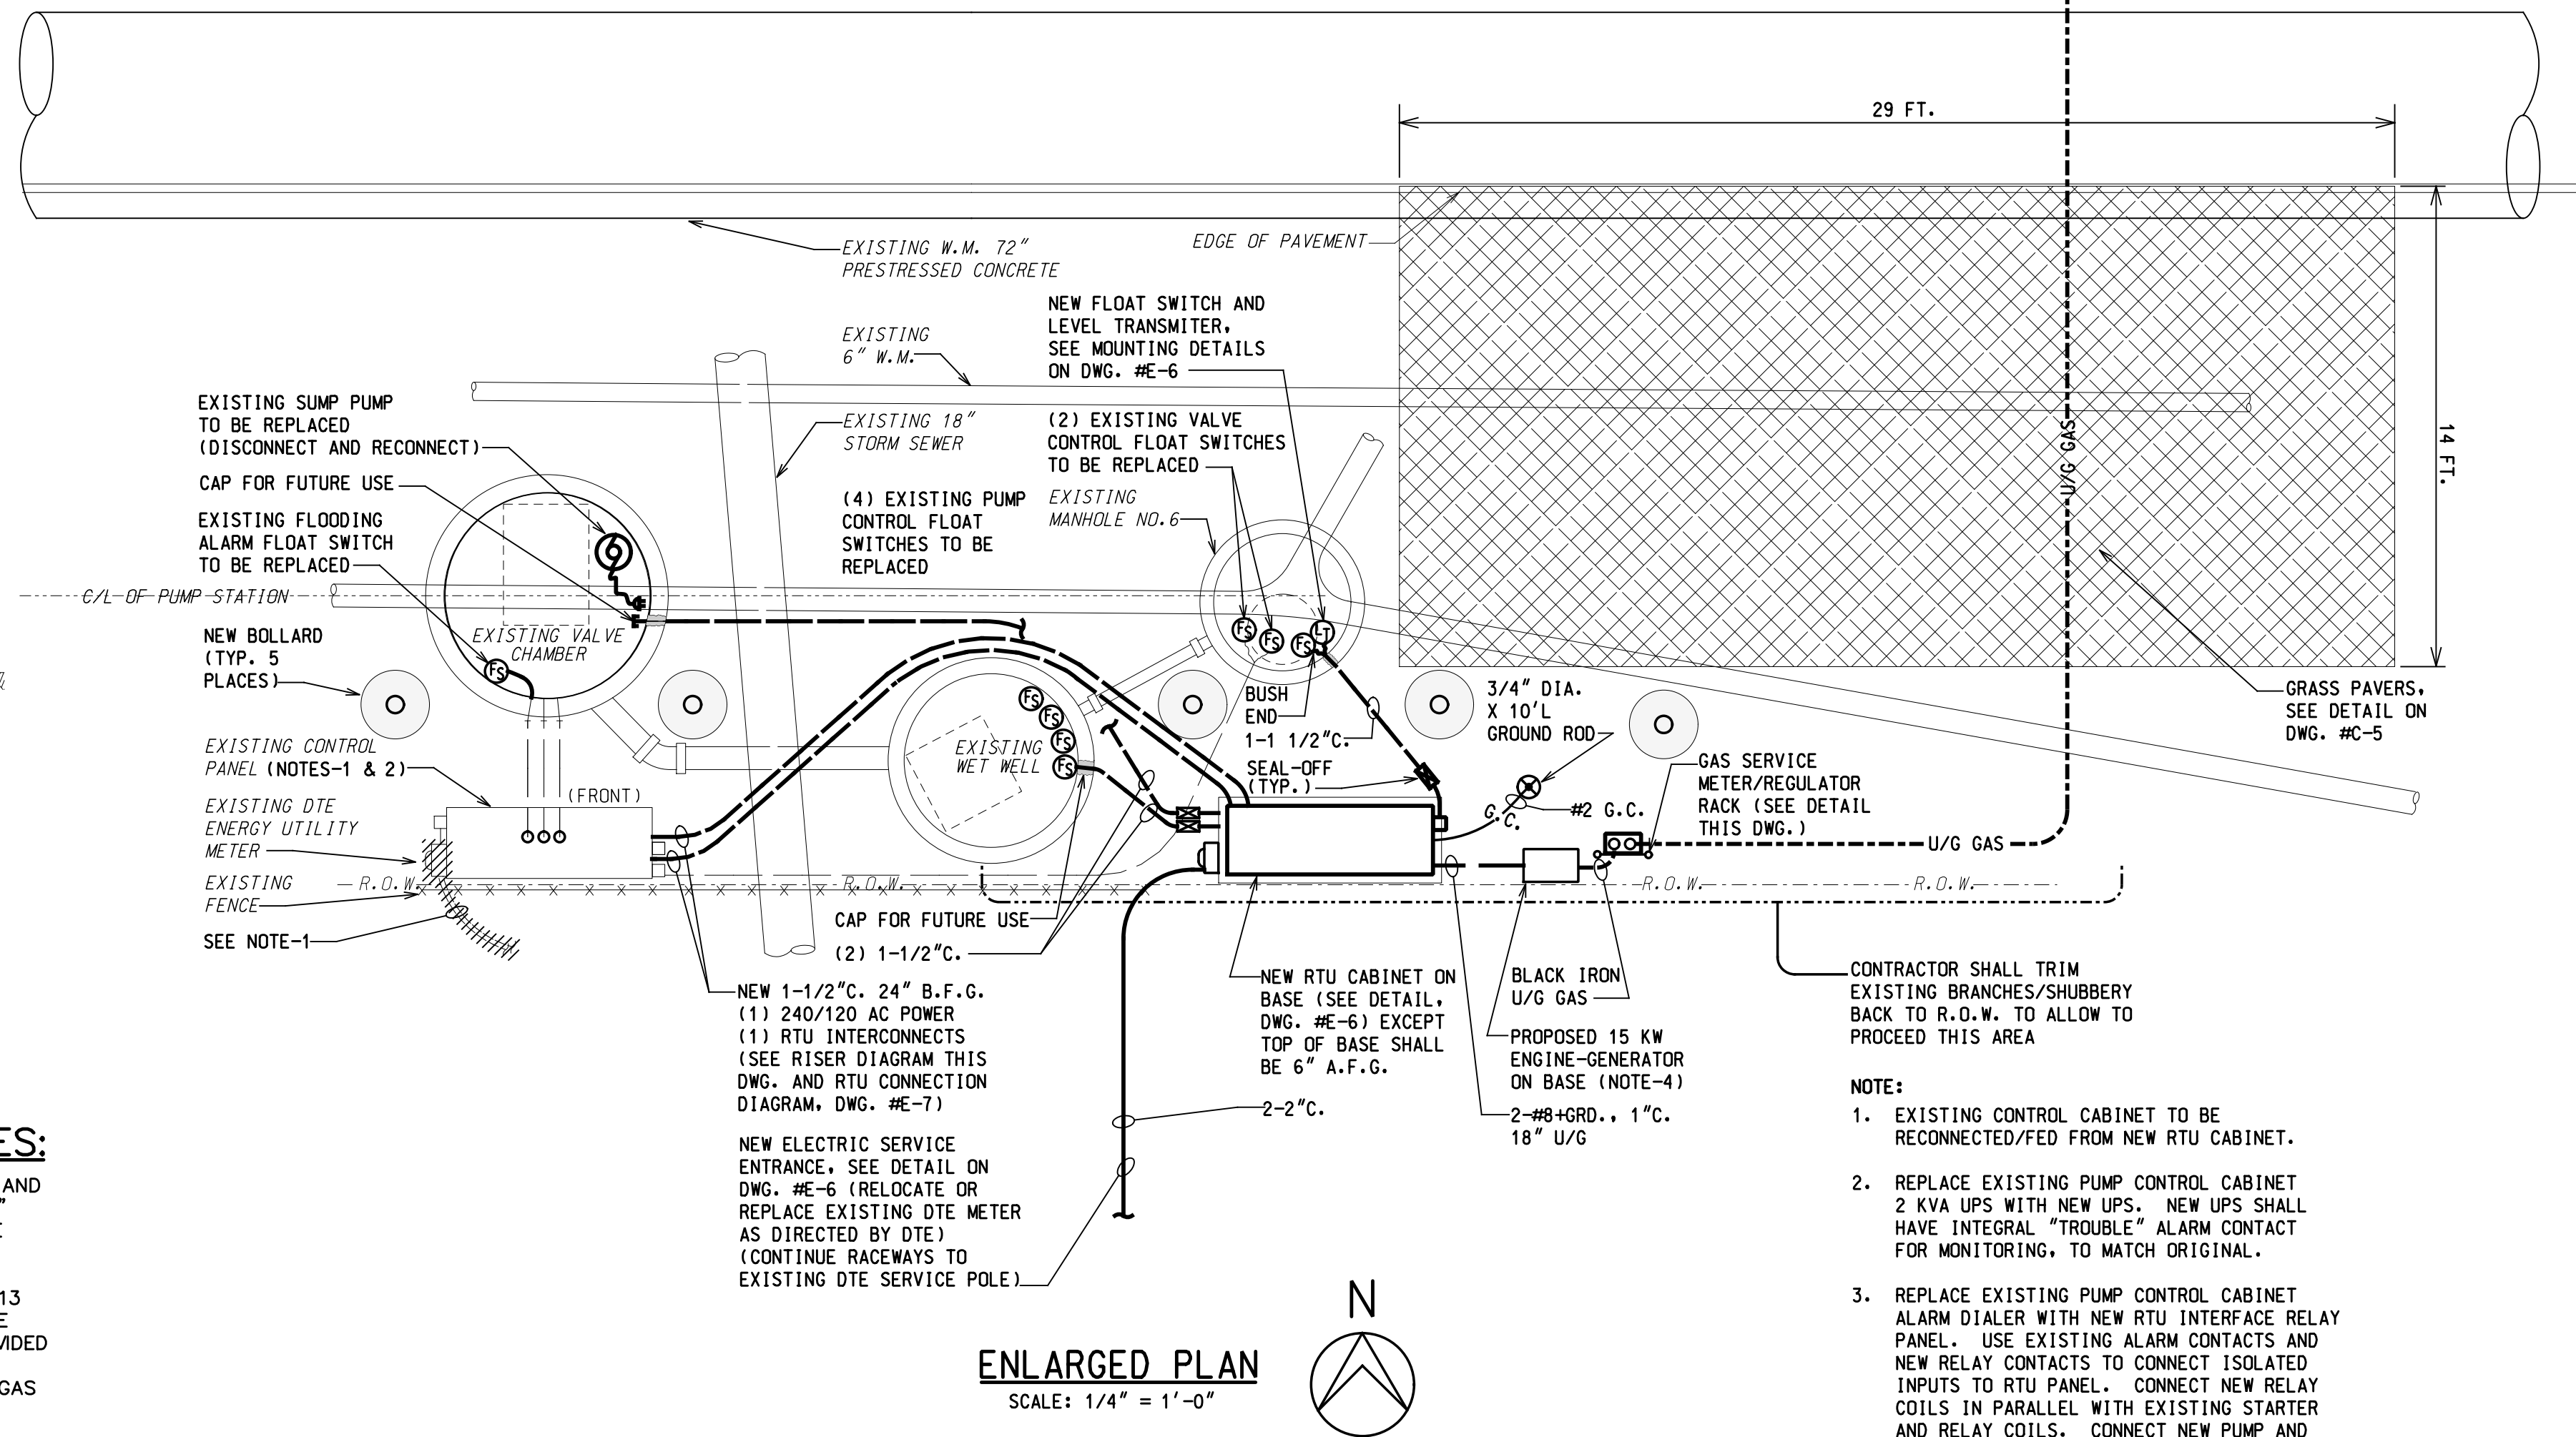 29 FT.
14 FT.
EXISTING W.M. 72"
PRESTRESSED CONCRETE
EDGE OF PAVEMENT
NEW FLOAT SWITCH AND
LEVEL TRANSMITER,
SEE MOUNTING DETAILS
ON DWG. #E-6
EXISTING
6" W.M.
EXISTING SUMP PUMP
TO BE REPLACED
(DISCONNECT AND RECONNECT)
CAP FOR FUTURE USE
EXISTING FLOODING
ALARM FLOAT SWITCH
TO BE REPLACED
EXISTING 18"
STORM SEWER
(2) EXISTING VALVE
CONTROL FLOAT SWITCHES
TO BE REPLACED
(4) EXISTING PUMP
CONTROL FLOAT
SWITCHES TO BE
REPLACED
EXISTING
MANHOLE NO.6
U/G GAS
C/L OF PUMP STATION
EXISTING VALVE
CHAMBER
FS
FS
FS
FS
LT
FS
FS
FS
FS
NEW BOLLARD
(TYP. 5
PLACES)
EXISTING CONTROL
PANEL (NOTES-1 & 2)
(FRONT)
EXISTING DTE
ENERGY UTILITY
METER
EXISTING
FENCE
SEE NOTE-1
EXISTING
WET WELL
BUSH
END
1-1 1/2"C.
SEAL-OFF
(TYP.)
3/4" DIA.
X 10'L
GROUND ROD
G.C.
#2 G.C.
GAS SERVICE
METER/REGULATOR
RACK (SEE DETAIL
THIS DWG.)
GRASS PAVERS,
SEE DETAIL ON
DWG. #C-5
U/G GAS
R.O.W.
R.O.W.
R.O.W.
R.O.W.
X X X X X X X X X X X X X X X X X X X X X X X
CAP FOR FUTURE USE
(2) 1-1/2"C.
NEW 1-1/2"C. 24" B.F.G.
(1) 240/120 AC POWER
(1) RTU INTERCONNECTS
(SEE RISER DIAGRAM THIS
DWG. AND RTU CONNECTION
DIAGRAM, DWG. #E-7)
NEW ELECTRIC SERVICE
ENTRANCE, SEE DETAIL ON
DWG. #E-6 (RELOCATE OR
REPLACE EXISTING DTE METER
AS DIRECTED BY DTE)
(CONTINUE RACEWAYS TO
EXISTING DTE SERVICE POLE)
NEW RTU CABINET ON
BASE (SEE DETAIL,
DWG. #E-6) EXCEPT
TOP OF BASE SHALL
BE 6" A.F.G.
2-2"C.
BLACK IRON
U/G GAS
PROPOSED 15 KW
ENGINE-GENERATOR
ON BASE (NOTE-4)
2-#8+GRD., 1"C.
18" U/G
CONTRACTOR SHALL TRIM
EXISTING BRANCHES/SHUBBERY
BACK TO R.O.W. TO ALLOW TO
PROCEED THIS AREA
NOTE:
1. EXISTING CONTROL CABINET TO BE
RECONNECTED/FED FROM NEW RTU CABINET.
2. REPLACE EXISTING PUMP CONTROL CABINET
2 KVA UPS WITH NEW UPS. NEW UPS SHALL
HAVE INTEGRAL "TROUBLE" ALARM CONTACT
FOR MONITORING, TO MATCH ORIGINAL.
3. REPLACE EXISTING PUMP CONTROL CABINET
ALARM DIALER WITH NEW RTU INTERFACE RELAY
PANEL. USE EXISTING ALARM CONTACTS AND
NEW RELAY CONTACTS TO CONNECT ISOLATED
INPUTS TO RTU PANEL. CONNECT NEW RELAY
COILS IN PARALLEL WITH EXISTING STARTER
AND RELAY COILS. CONNECT NEW PUMP AND
ES:
AND
13
VIDED
GAS
N
ENLARGED PLAN
SCALE: 1/4" = 1'-0"